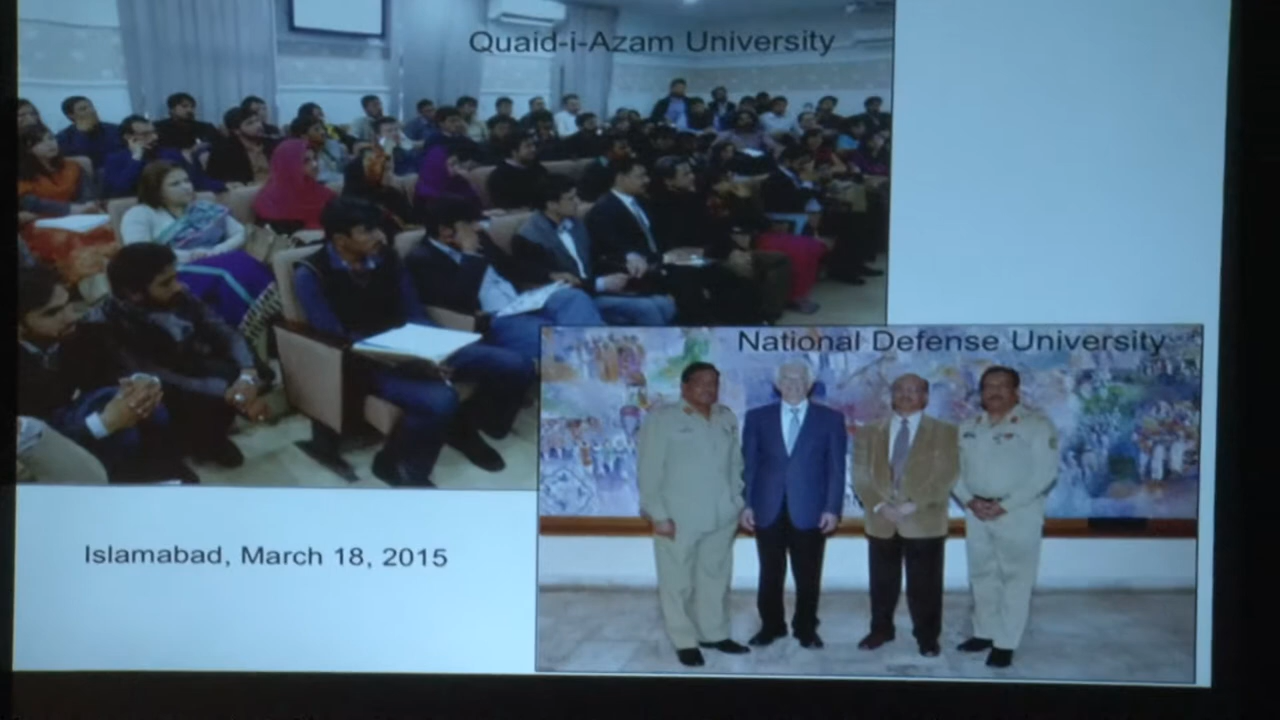 Quaid-i-Azam University
National Defense University
Islamabad, March 18, 2015